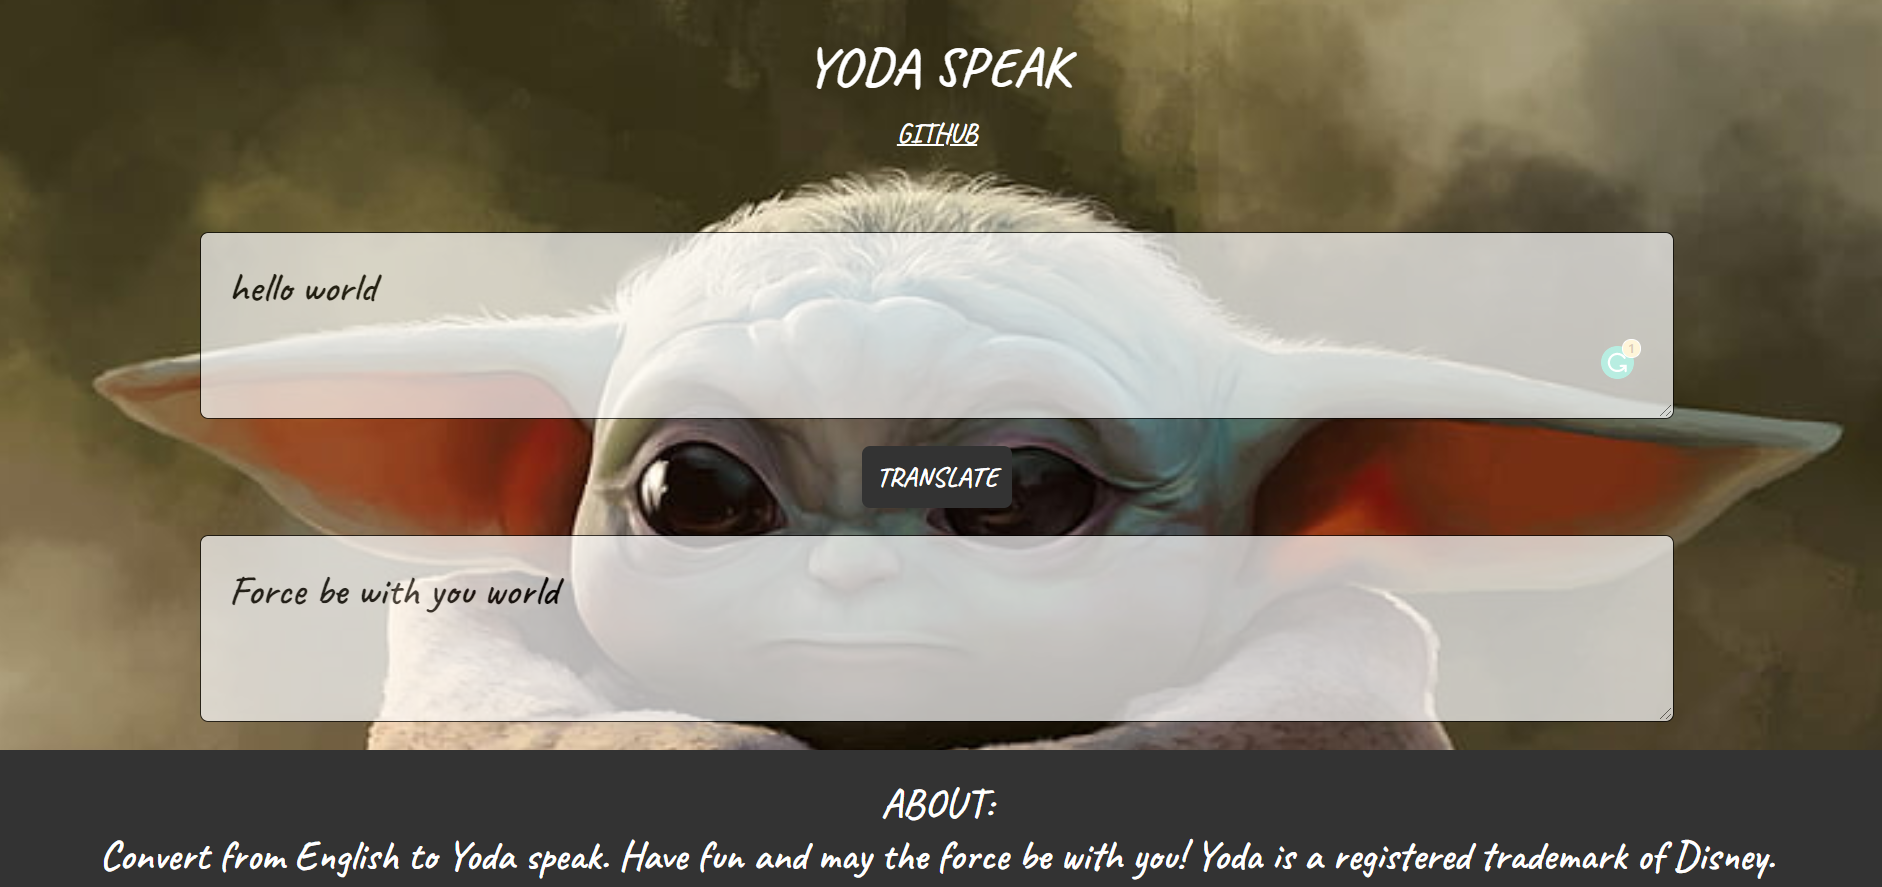 YODA SPEAK
GITHUB
hello world
1
TRANSLATE
Force be with you world
ABOUT:
Convert from English to Yoda speak. Have fun and may the force be with you! Yoda is a registered trademark of Disney.